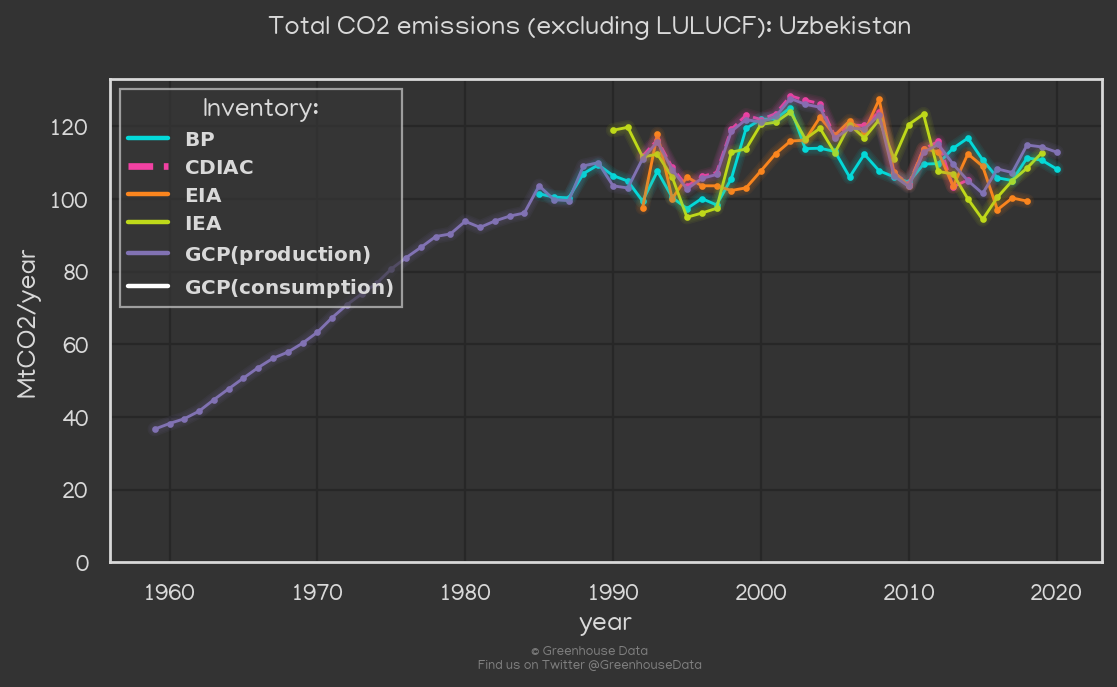 Total CO2 emissions (excluding LULUCF): Uzbekistan
Inventory:
BP
CDIAC
EIA
IEA
GCP(production)
GCP(consumption)
MtCO2/year
120
100
80
60
40
20
0
1960 1970 1980 1990 2000 2010 2020
year
© Greenhouse Data
Find us on Twitter @GreenhouseData